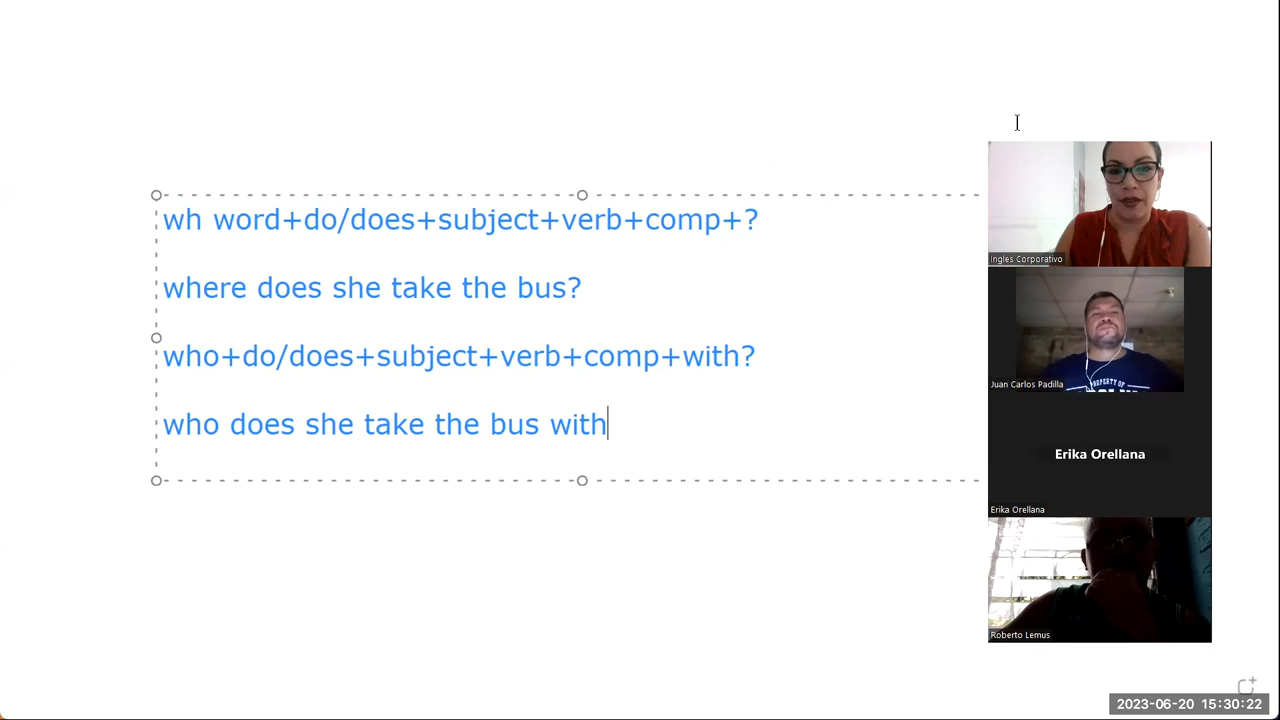 wh word+do/does+subject+verb+comp+?
where does she take the bus?
who+do/does+subject+verb+comp+with?
who does she take the bus with
Ingles Corporativo
PROPERTY OF
Juan Carlos Padilla
Erika Orellana
Erika Orellana
Roberto Lemus
2023-06-20 15:30:22